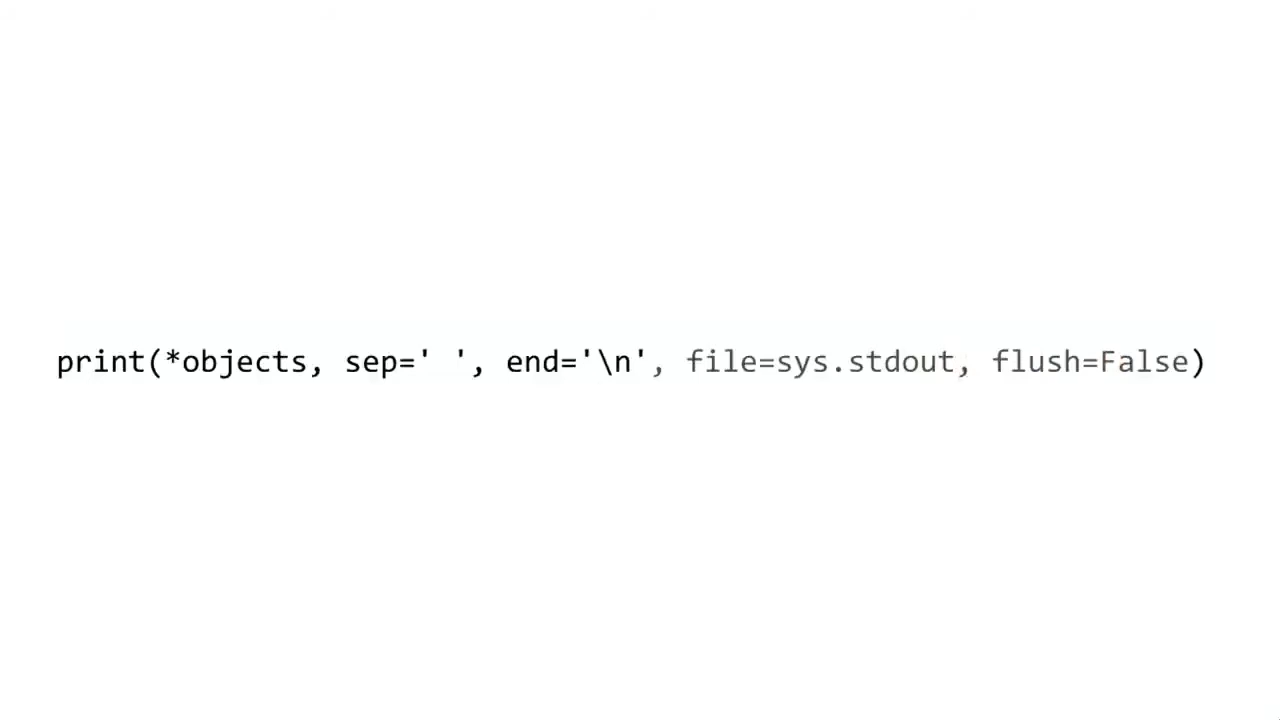 print(*objects, sep=' ', end='\n', file=sys.stdout, flush=False)